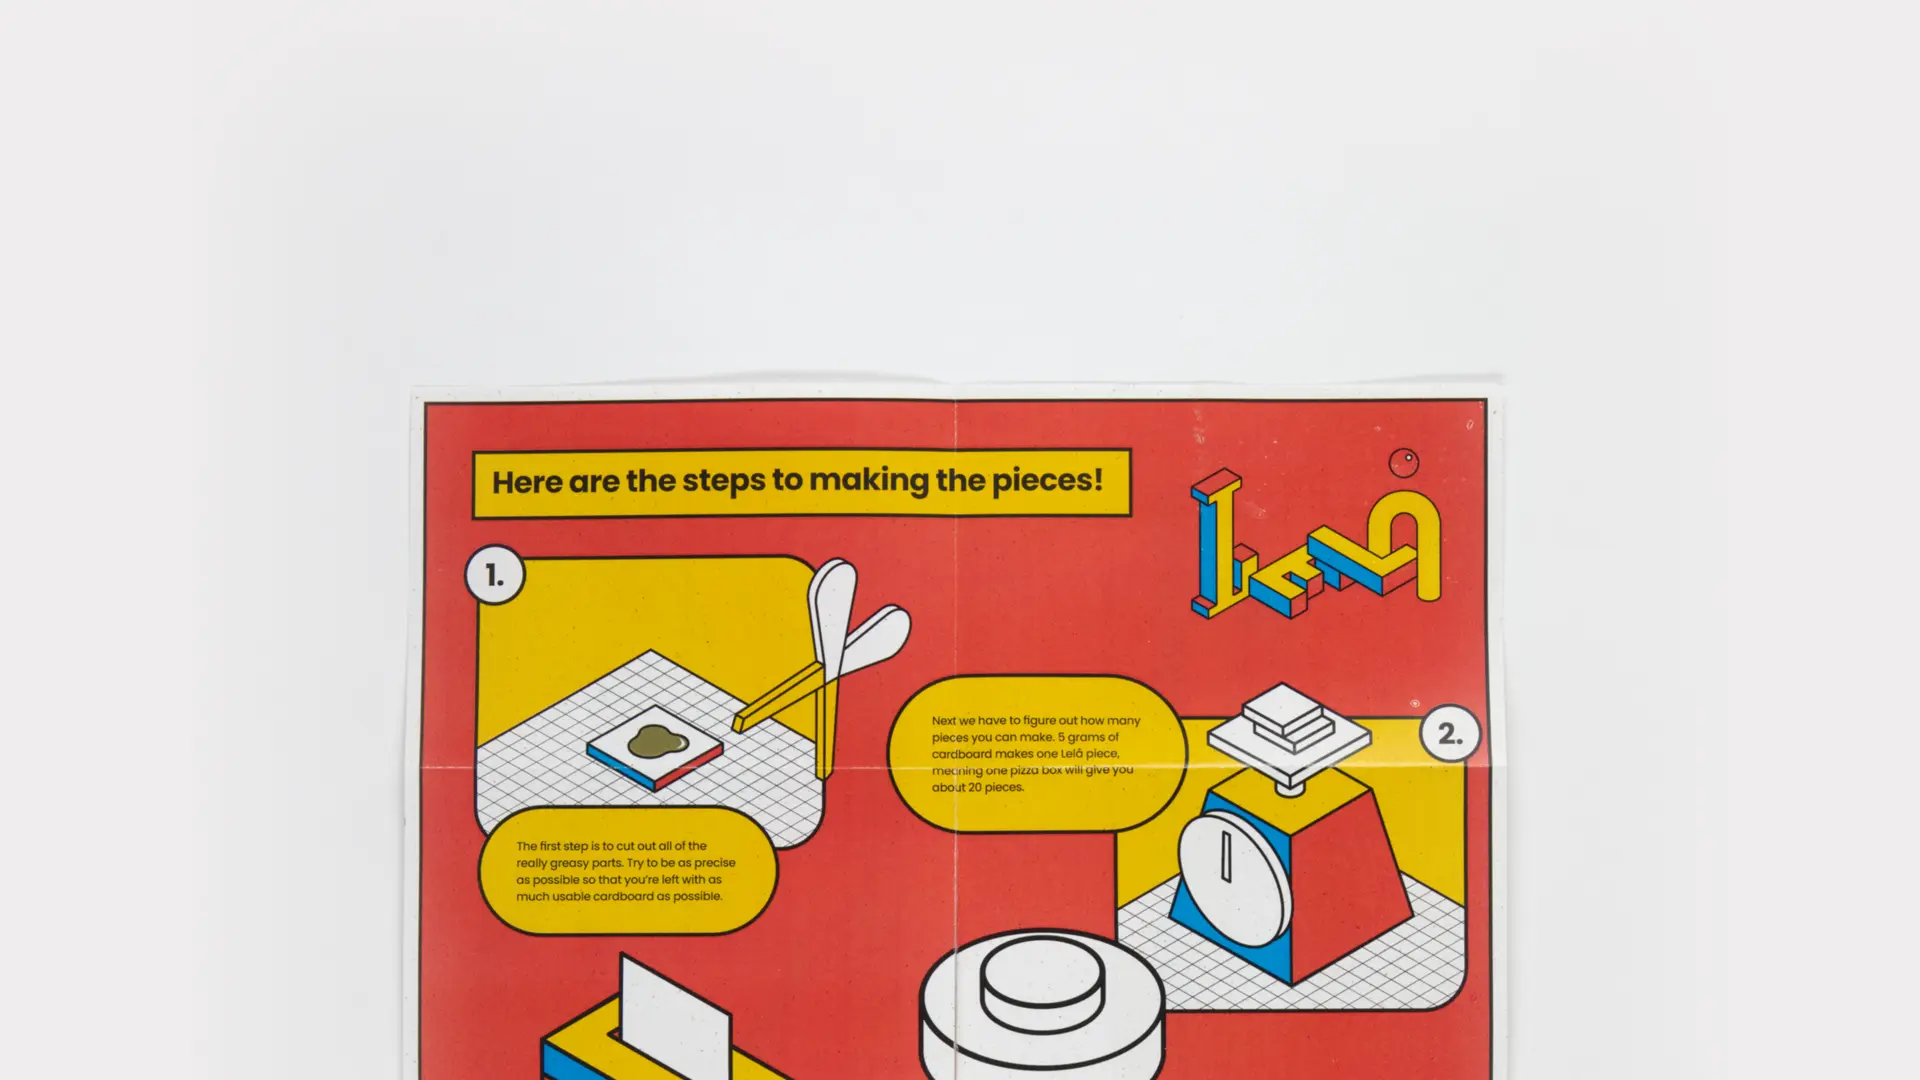 Here are the steps to making the pieces!
Lelå
1.
Next we have to figure out how many
pieces you can make. 5 grams of
cardboard makes one Lelå piece,
meaning one pizza box will give you
about 20 pieces.
2.
The first step is to cut out all of the
really greasy parts. Try to be as precise
as possible so that you're left with as
much usable cardboard as possible.